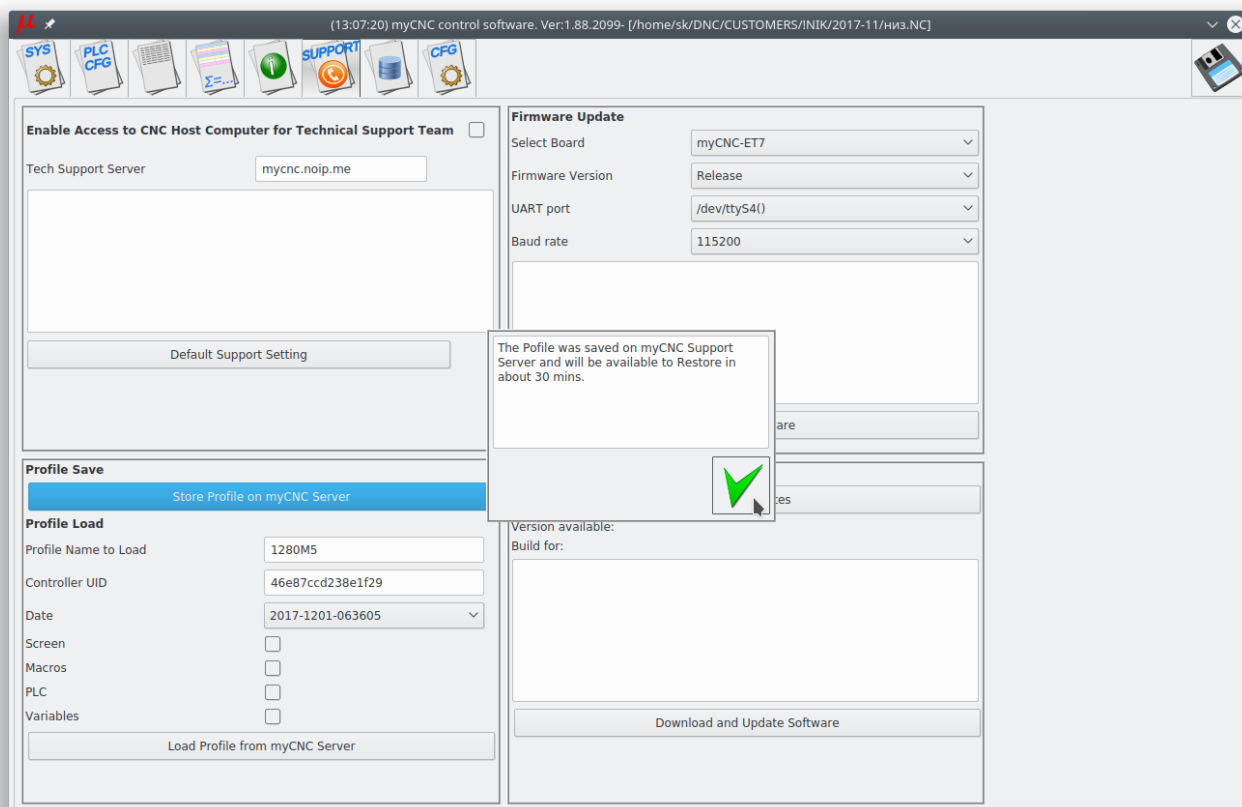 μ
(13:07:20) myCNC control software. Ver:1.88.2099- [/home/sk/DNC/CUSTOMERS/!NIK/2017-11/низ.NC]
SYS
PLC
CFG
Σ=...
i
SUPPORT
CFG
Enable Access to CNC Host Computer for Technical Support Team
Tech Support Server
mycnc.noip.me
Default Support Setting
Firmware Update
Select Board
myCNC-ET7
Firmware Version
Release
UART port
/dev/ttyS4()
Baud rate
115200
are
The Pofile was saved on myCNC Support
Server and will be available to Restore in
about 30 mins.
Profile Save
Store Profile on myCNC Server
Profile Load
Profile Name to Load
1280M5
Controller UID
46e87ccd238e1f29
Date
2017-1201-063605
Screen
Macros
PLC
Variables
Load Profile from myCNC Server
es
Version available:
Build for:
Download and Update Software